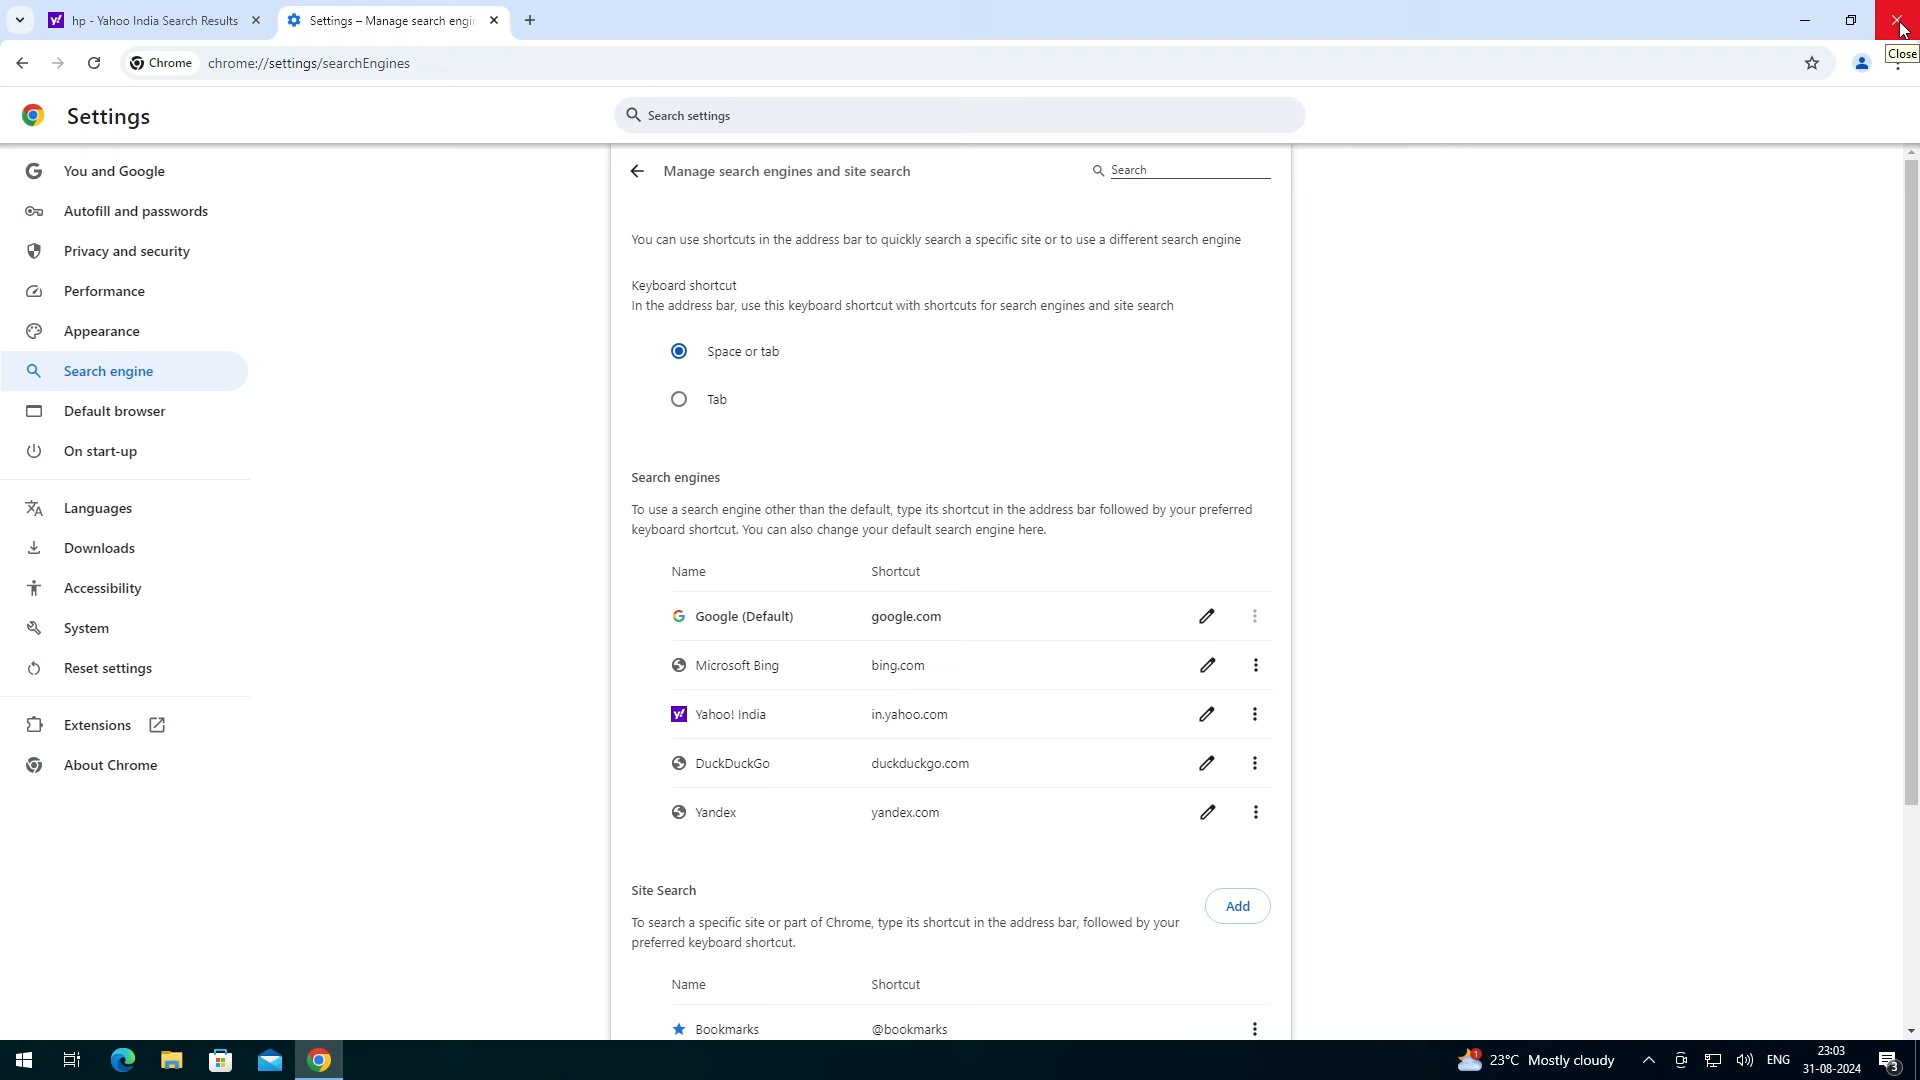 hp - Yahoo India Search Results
Settings – Manage search engin
Close
Chrome
chrome://settings/searchEngines
Settings
Search settings
You and Google
Autofill and passwords
Privacy and security
Performance
Appearance
Search engine
Default browser
On start-up
Languages
Downloads
Accessibility
System
Reset settings
Extensions
About Chrome
Manage search engines and site search
Search
You can use shortcuts in the address bar to quickly search a specific site or to use a different search engine
Keyboard shortcut
In the address bar, use this keyboard shortcut with shortcuts for search engines and site search
Space or tab
Tab
Search engines
To use a search engine other than the default, type its shortcut in the address bar followed by your preferred
keyboard shortcut. You can also change your default search engine here.
Name Shortcut
Google (Default) google.com
Microsoft Bing bing.com
Yahoo! India in.yahoo.com
DuckDuckGo duckduckgo.com
Yandex yandex.com
Site Search
Add
To search a specific site or part of Chrome, type its shortcut in the address bar, followed by your
preferred keyboard shortcut.
Name Shortcut
Bookmarks @bookmarks
1
23°C Mostly cloudy
ENG
23:03
31-08-2024
3